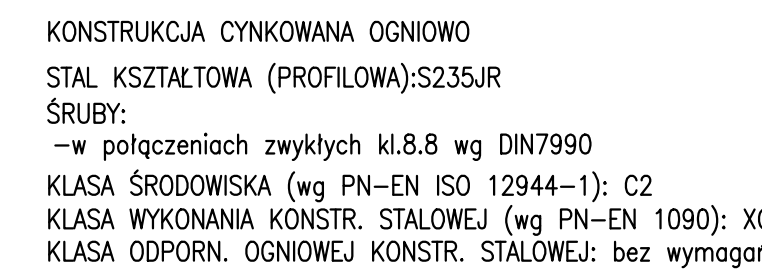 KONSTRUKCJA CYNKOWANA OGNIOWO
STAL KSZTAŁTOWA (PROFILOWA):S235JR
ŚRUBY:
-w połączeniach zwykłych kl.8.8 wg DIN7990
KLASA ŚRODOWISKA (wg PN-EN ISO 12944-1): C2
KLASA WYKONANIA KONSTR. STALOWEJ (wg PN-EN 1090):
KLASA ODPORN. OGNIOWEJ KONSTR. STALOWEJ: bez wymagań